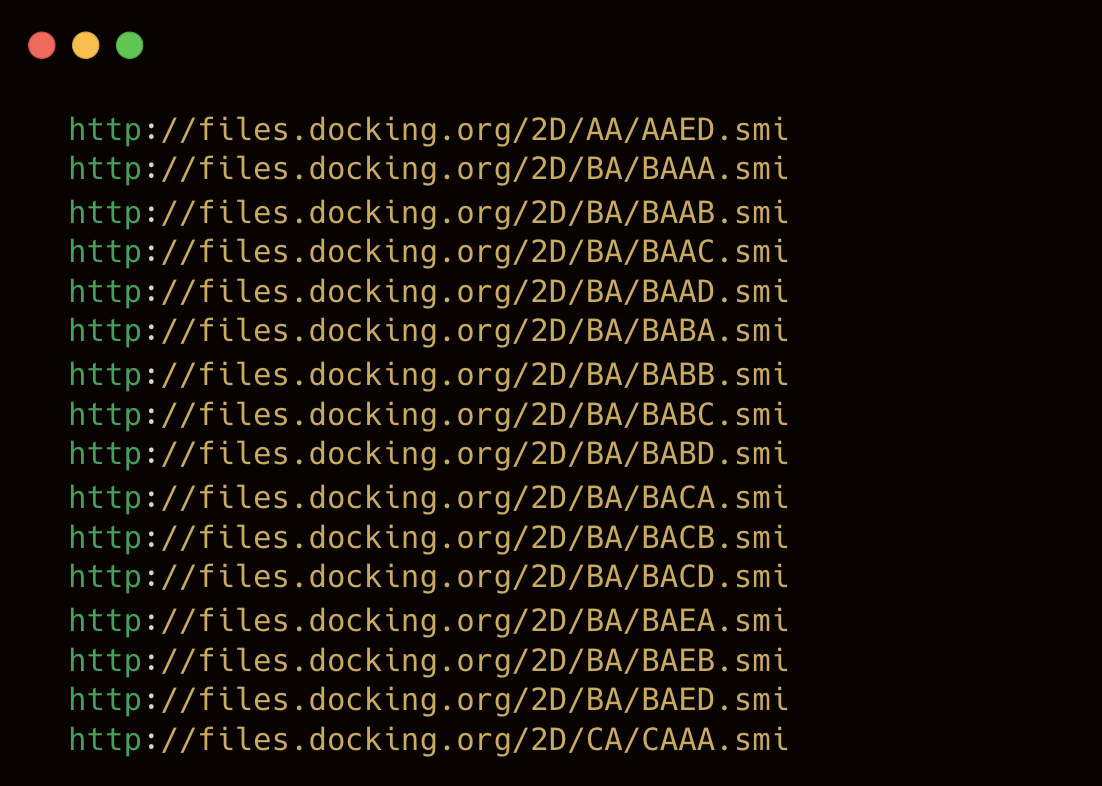 http://files.docking.org/2D/AA/AAED.smi
http://files.docking.org/2D/BA/BAAA.smi
http://files.docking.org/2D/BA/BAAB.smi
http://files.docking.org/2D/BA/BAAC.smi
http://files.docking.org/2D/BA/BAAD.smi
http://files.docking.org/2D/BA/BABA.smi
http://files.docking.org/2D/BA/BABB.smi
http://files.docking.org/2D/BA/BABC.smi
http://files.docking.org/2D/BA/BABD.smi
http://files.docking.org/2D/BA/BACA.smi
http://files.docking.org/2D/BA/BACB.smi
http://files.docking.org/2D/BA/BACD.smi
http://files.docking.org/2D/BA/BAEA.smi
http://files.docking.org/2D/BA/BAEB.smi
http://files.docking.org/2D/BA/BAED.smi
http://files.docking.org/2D/CA/CAAA.smi